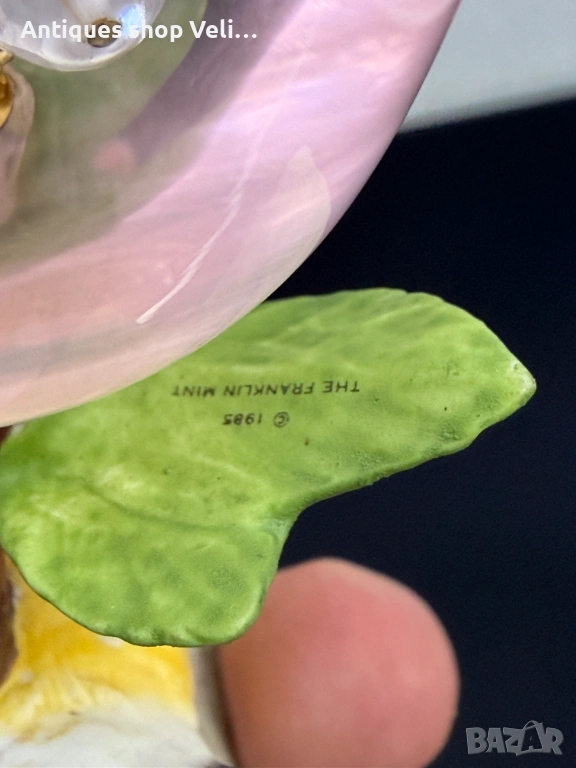 Antiques shop Veli...
THE FRANKLIN MINT
© 1985
BAZAR